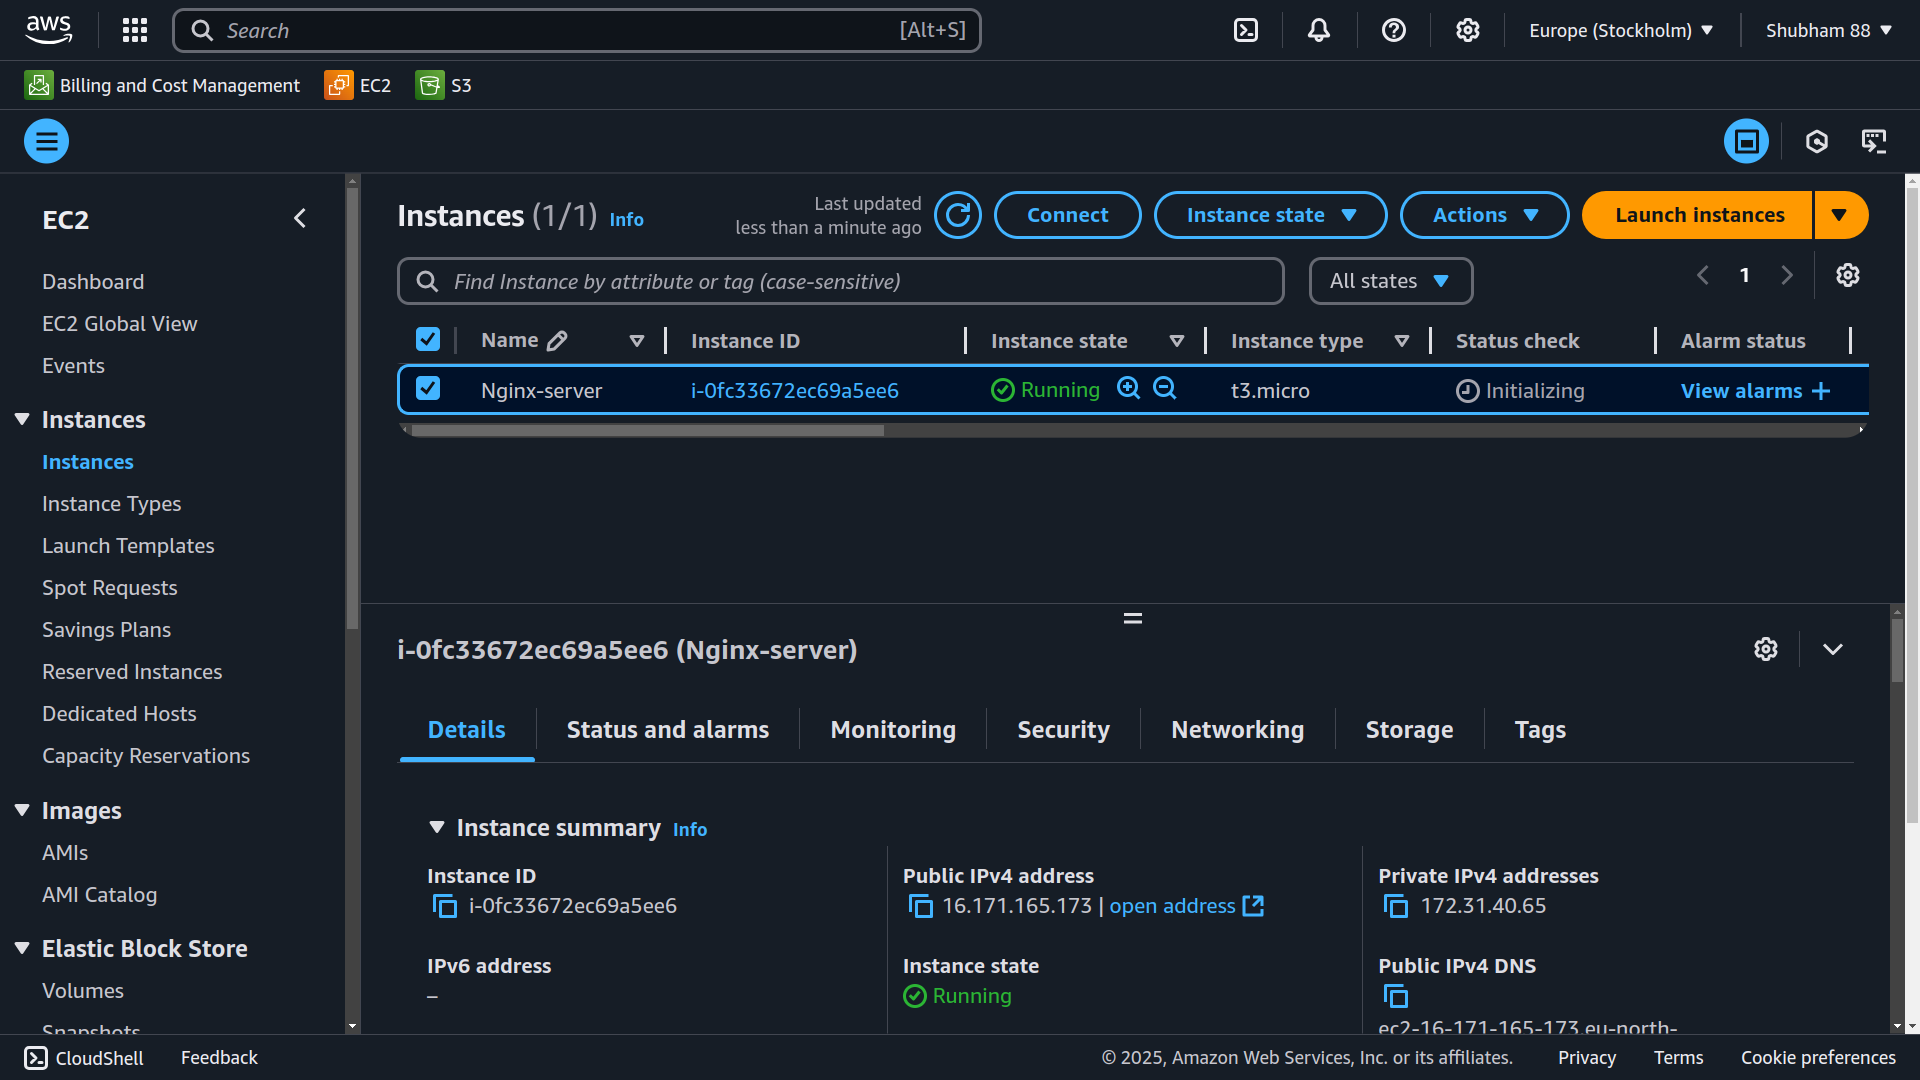 aws
Search [Alt+S]
Europe (Stockholm)
Shubham 88
Billing and Cost Management
EC2
S3
EC2
Dashboard
EC2 Global View
Events
Instances
Instances
Instance Types
Launch Templates
Spot Requests
Savings Plans
Reserved Instances
Dedicated Hosts
Capacity Reservations
Images
AMIs
AMI Catalog
Elastic Block Store
Volumes
Snapshots
Instances (1/1) Info
Last updated
less than a minute ago
Connect
Instance state
Actions
Launch instances
Find Instance by attribute or tag (case-sensitive)
All states
1
Name Instance ID Instance state Instance type Status check Alarm status
Nginx-server i-0fc33672ec69a5ee6 Running t3.micro Initializing View alarms +
i-0fc33672ec69a5ee6 (Nginx-server)
Details Status and alarms Monitoring Security Networking Storage Tags
Instance summary Info
Instance ID
i-0fc33672ec69a5ee6
Public IPv4 address
16.171.165.173 | open address
Private IPv4 addresses
172.31.40.65
IPv6 address
–
Instance state
Running
Public IPv4 DNS
ec2-16-171-165-173.eu-north-
CloudShell Feedback
© 2025, Amazon Web Services, Inc. or its affiliates. Privacy Terms Cookie preferences